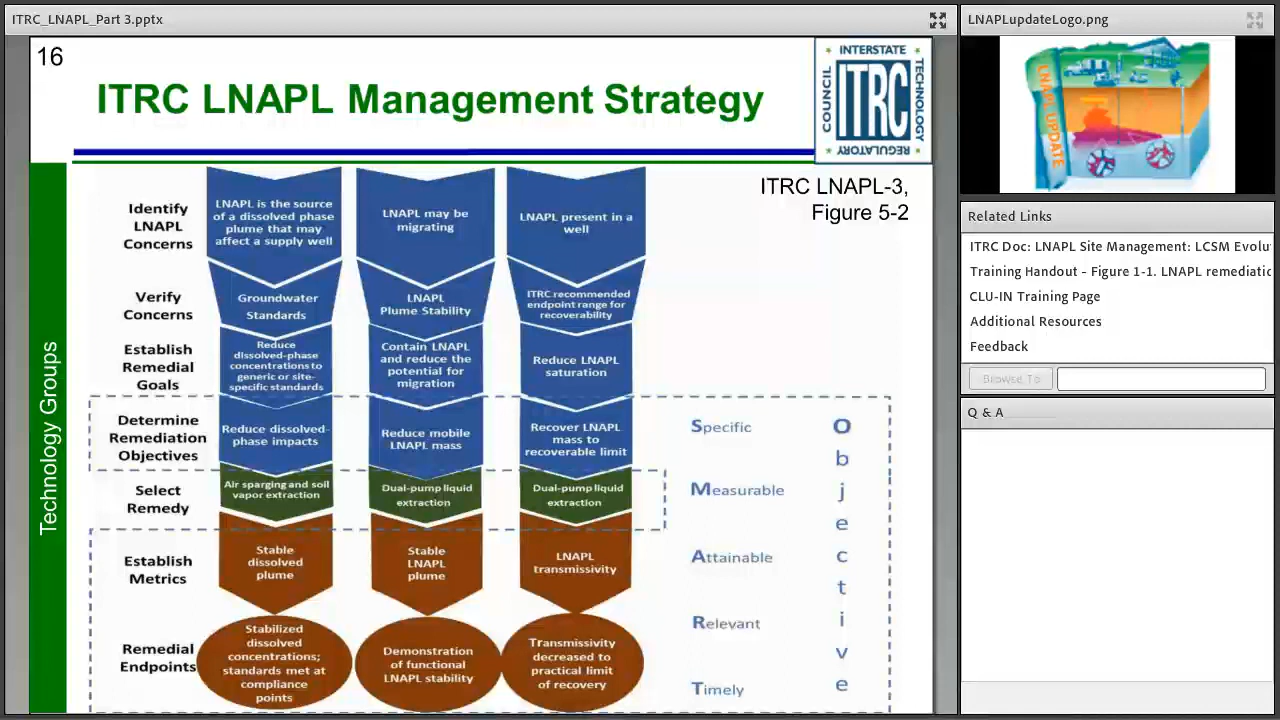 ITRC_LNAPL_Part 3.pptx
16
ITRC LNAPL Management Strategy
INTERSTATE
COUNCIL
ITRC
TECHNOLOGY
REGULATORY
ITRC LNAPL-3,
Figure 5-2
Technology Groups
Identify
LNAPL
Concerns
LNAPL is the source
of a dissolved phase
plume that may
affect a supply well
LNAPL may be
migrating
LNAPL present in a
well
Verify
Concerns
Groundwater
Standards
LNAPL
Plume Stability
ITRC recommended
endpoint range for
recoverability
Establish
Remedial
Goals
Reduce
dissolved-phase
concentrations to
generic or site-
specific standards
Contain LNAPL
and reduce the
potential for
migration
Reduce LNAPL
saturation
Determine
Remediation
Objectives
Reduce dissolved-
phase impacts
Reduce mobile
LNAPL mass
Recover LNAPL
mass to
recoverable limit
Select
Remedy
Air sparging and soil
vapor extraction
Dual-pump liquid
extraction
Dual-pump liquid
extraction
Establish
Metrics
Stable
dissolved
plume
Stable
LNAPL
plume
LNAPL
transmissivity
Remedial
Endpoints
Stabilized
dissolved
concentrations;
standards met at
compliance
points
Demonstration
of functional
LNAPL stability
Transmissivity
decreased to
practical limit
of recovery
Specific
Measurable
Attainable
Relevant
Timely
O
b
j
e
c
t
i
v
e
LNAPLupdateLogo.png
LNAPL UPDATE
Related Links
ITRC Doc: LNAPL Site Management: LCSM Evolu
Training Handout - Figure 1-1. LNAPL remediatic
CLU-IN Training Page
Additional Resources
Feedback
Browse To
Q & A